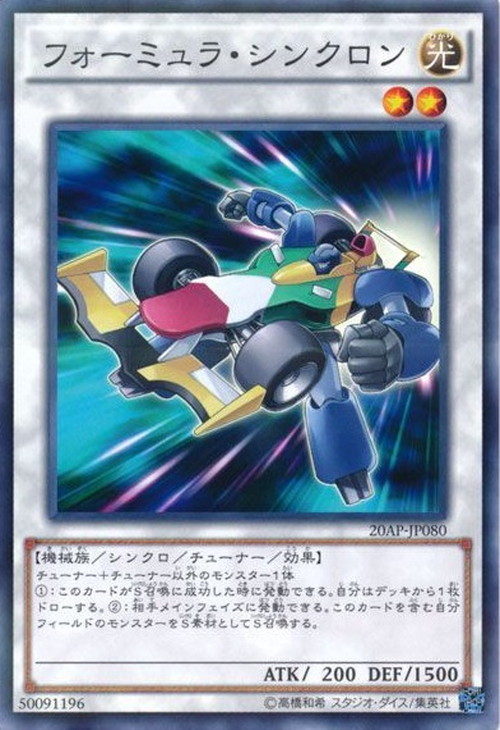 フォーミュラ・シンクロン
光
20AP-JP080
【機械族／シンクロ／チューナー／効果】
チューナー＋チューナー以外のモンスター1体
①：このカードがS召喚に成功した時に発動できる。自分はデッキから1枚
ドローする。②：相手メインフェイズに発動できる。このカードを含む自分
フィールドのモンスターをS素材としてS召喚する。
ATK/ 200 DEF/1500
50091196
©高橋和希 スタジオ・ダイス/集英社